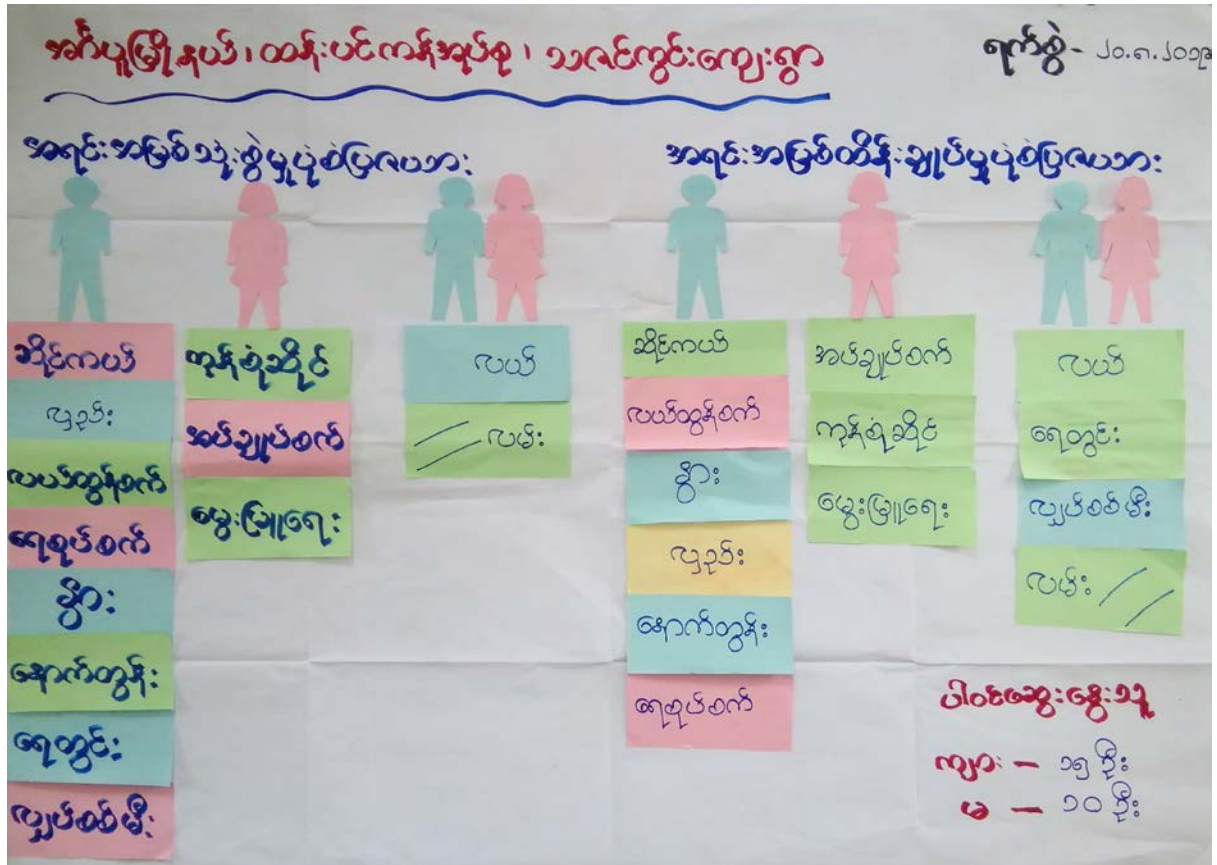 အင်္ဂပူမြို့နယ်၊ ထန်းပင်ကန်အုပ်စု၊ သဇင်ကွင်းကျေးရွာ
ရက်စွဲ - ၂၀.၈.၂၀၁၉
အရင်းအမြစ်သုံးစွဲမှုပုံစံပြဇယား
ဆိုင်ကယ်
လှည်း
လယ်ထွန်စက်
ရေစုပ်စက်
နွား
နောက်တွန်း
ရေတွင်း
လျှပ်စစ်မီး
ကုန်စုံဆိုင်
အပ်ချုပ်စက်
မွေးမြူရေး
လယ်
လမ်း
အရင်းအမြစ်ထိန်းချုပ်မှုပုံစံပြဇယား
ဆိုင်ကယ်
လယ်ထွန်စက်
နွား
လှည်း
နောက်တွန်း
ရေစုပ်စက်
အပ်ချုပ်စက်
ကုန်စုံဆိုင်
မွေးမြူရေး
လယ်
ရေတွင်း
လျှပ်စစ်မီး
လမ်း
ပါဝင်ဆွေးနွေးသူ
ကျား - ၁၅ ဦး
မ - ၁၀ ဦး